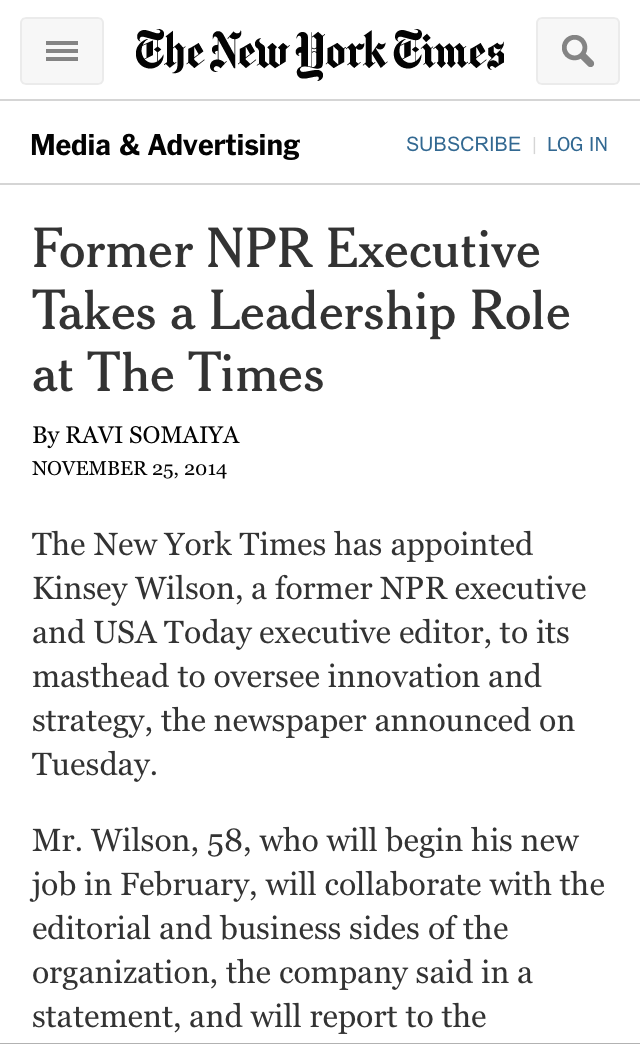 The New York Times
Media & Advertising
SUBSCRIBE | LOG IN
Former NPR Executive
Takes a Leadership Role
at The Times
By RAVI SOMAIYA
NOVEMBER 25, 2014
The New York Times has appointed
Kinsey Wilson, a former NPR executive
and USA Today executive editor, to its
masthead to oversee innovation and
strategy, the newspaper announced on
Tuesday.
Mr. Wilson, 58, who will begin his new
job in February, will collaborate with the
editorial and business sides of the
organization, the company said in a
statement, and will report to the